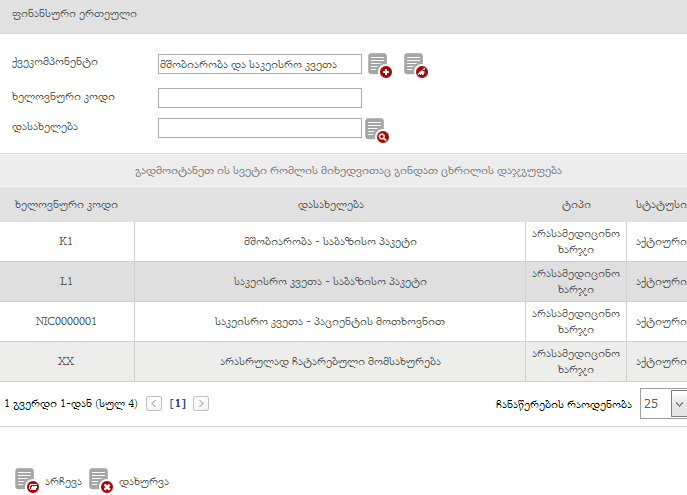 ფინანსური ერთეული
ქვეკომპონენტი მშობიარობა და საკეისრო კვეთა
ხელოვნური კოდი
დასახელება
გადმოიტანეთ ის სვეტი რომლის მიხედვითაც გინდათ ცხრილის დაჯგუფება
ხელოვნური კოდი დასახელება ტიპი სტატუსი
K1 მშობიარობა - საბაზისო პაკეტი არასამედიცინო ხარჯი აქტიური
L1 საკეისრო კვეთა - საბაზისო პაკეტი არასამედიცინო ხარჯი აქტიური
NIC0000001 საკეისრო კვეთა - პაციენტის მოთხოვნით არასამედიცინო ხარჯი აქტიური
XX არასრულად ჩატარებული მომსახურება არასამედიცინო ხარჯი აქტიური
1 გვერდი 1-დან (სულ 4) [1] ჩანაწერების რაოდენობა 25
არჩევა დახურვა